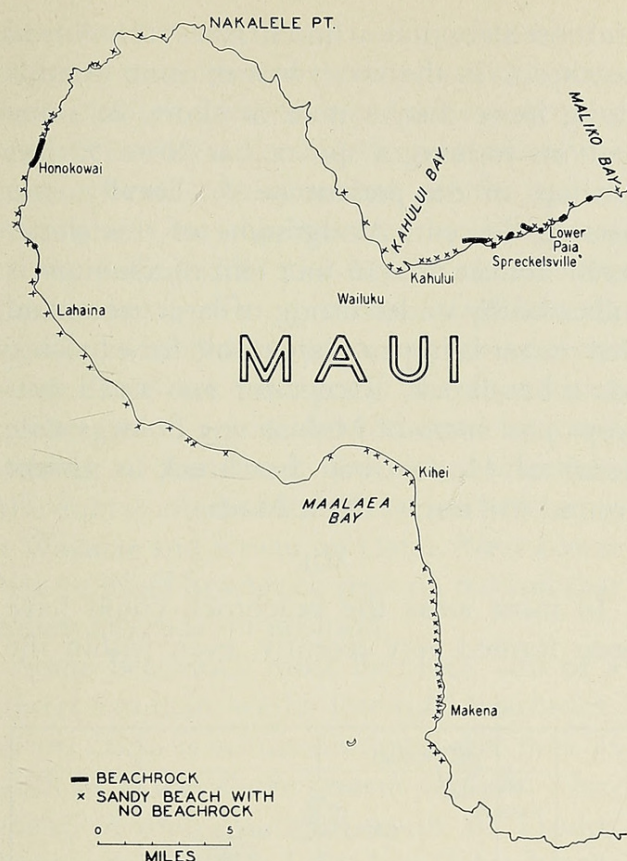 NAKALELE PT.
MALIKO BAY
Honokowai
KAHULUI BAY
Lower
Paia
Spreckelsville
Kahului
Wailuku
Lahaina
MAUI
Kihei
MAALAEA
BAY
Makena
BEACHROCK
x SANDY BEACH WITH
NO BEACHROCK
0 5
MILES